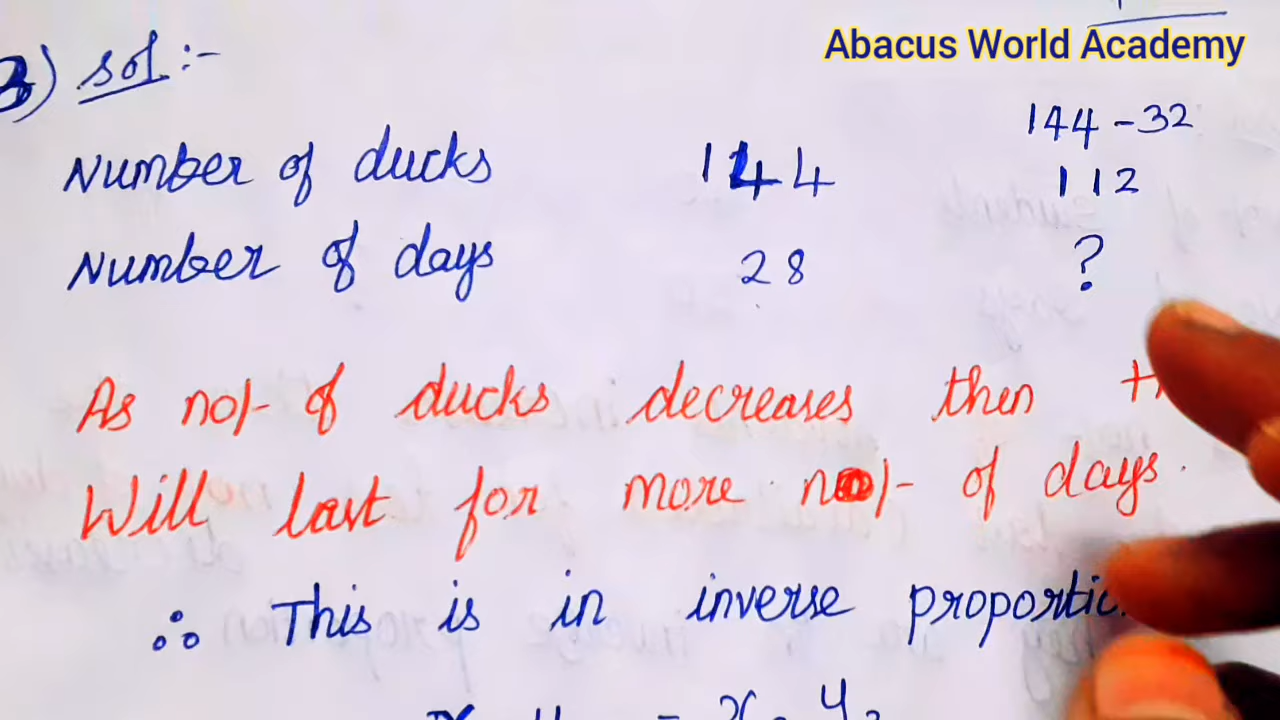 Abacus World Academy
3) sol:-
144 - 32
Number of ducks 144 112
Number of days 28 ?
As no/- of ducks decreases then
Will last for more no/- of days.
∴ This is in inverse